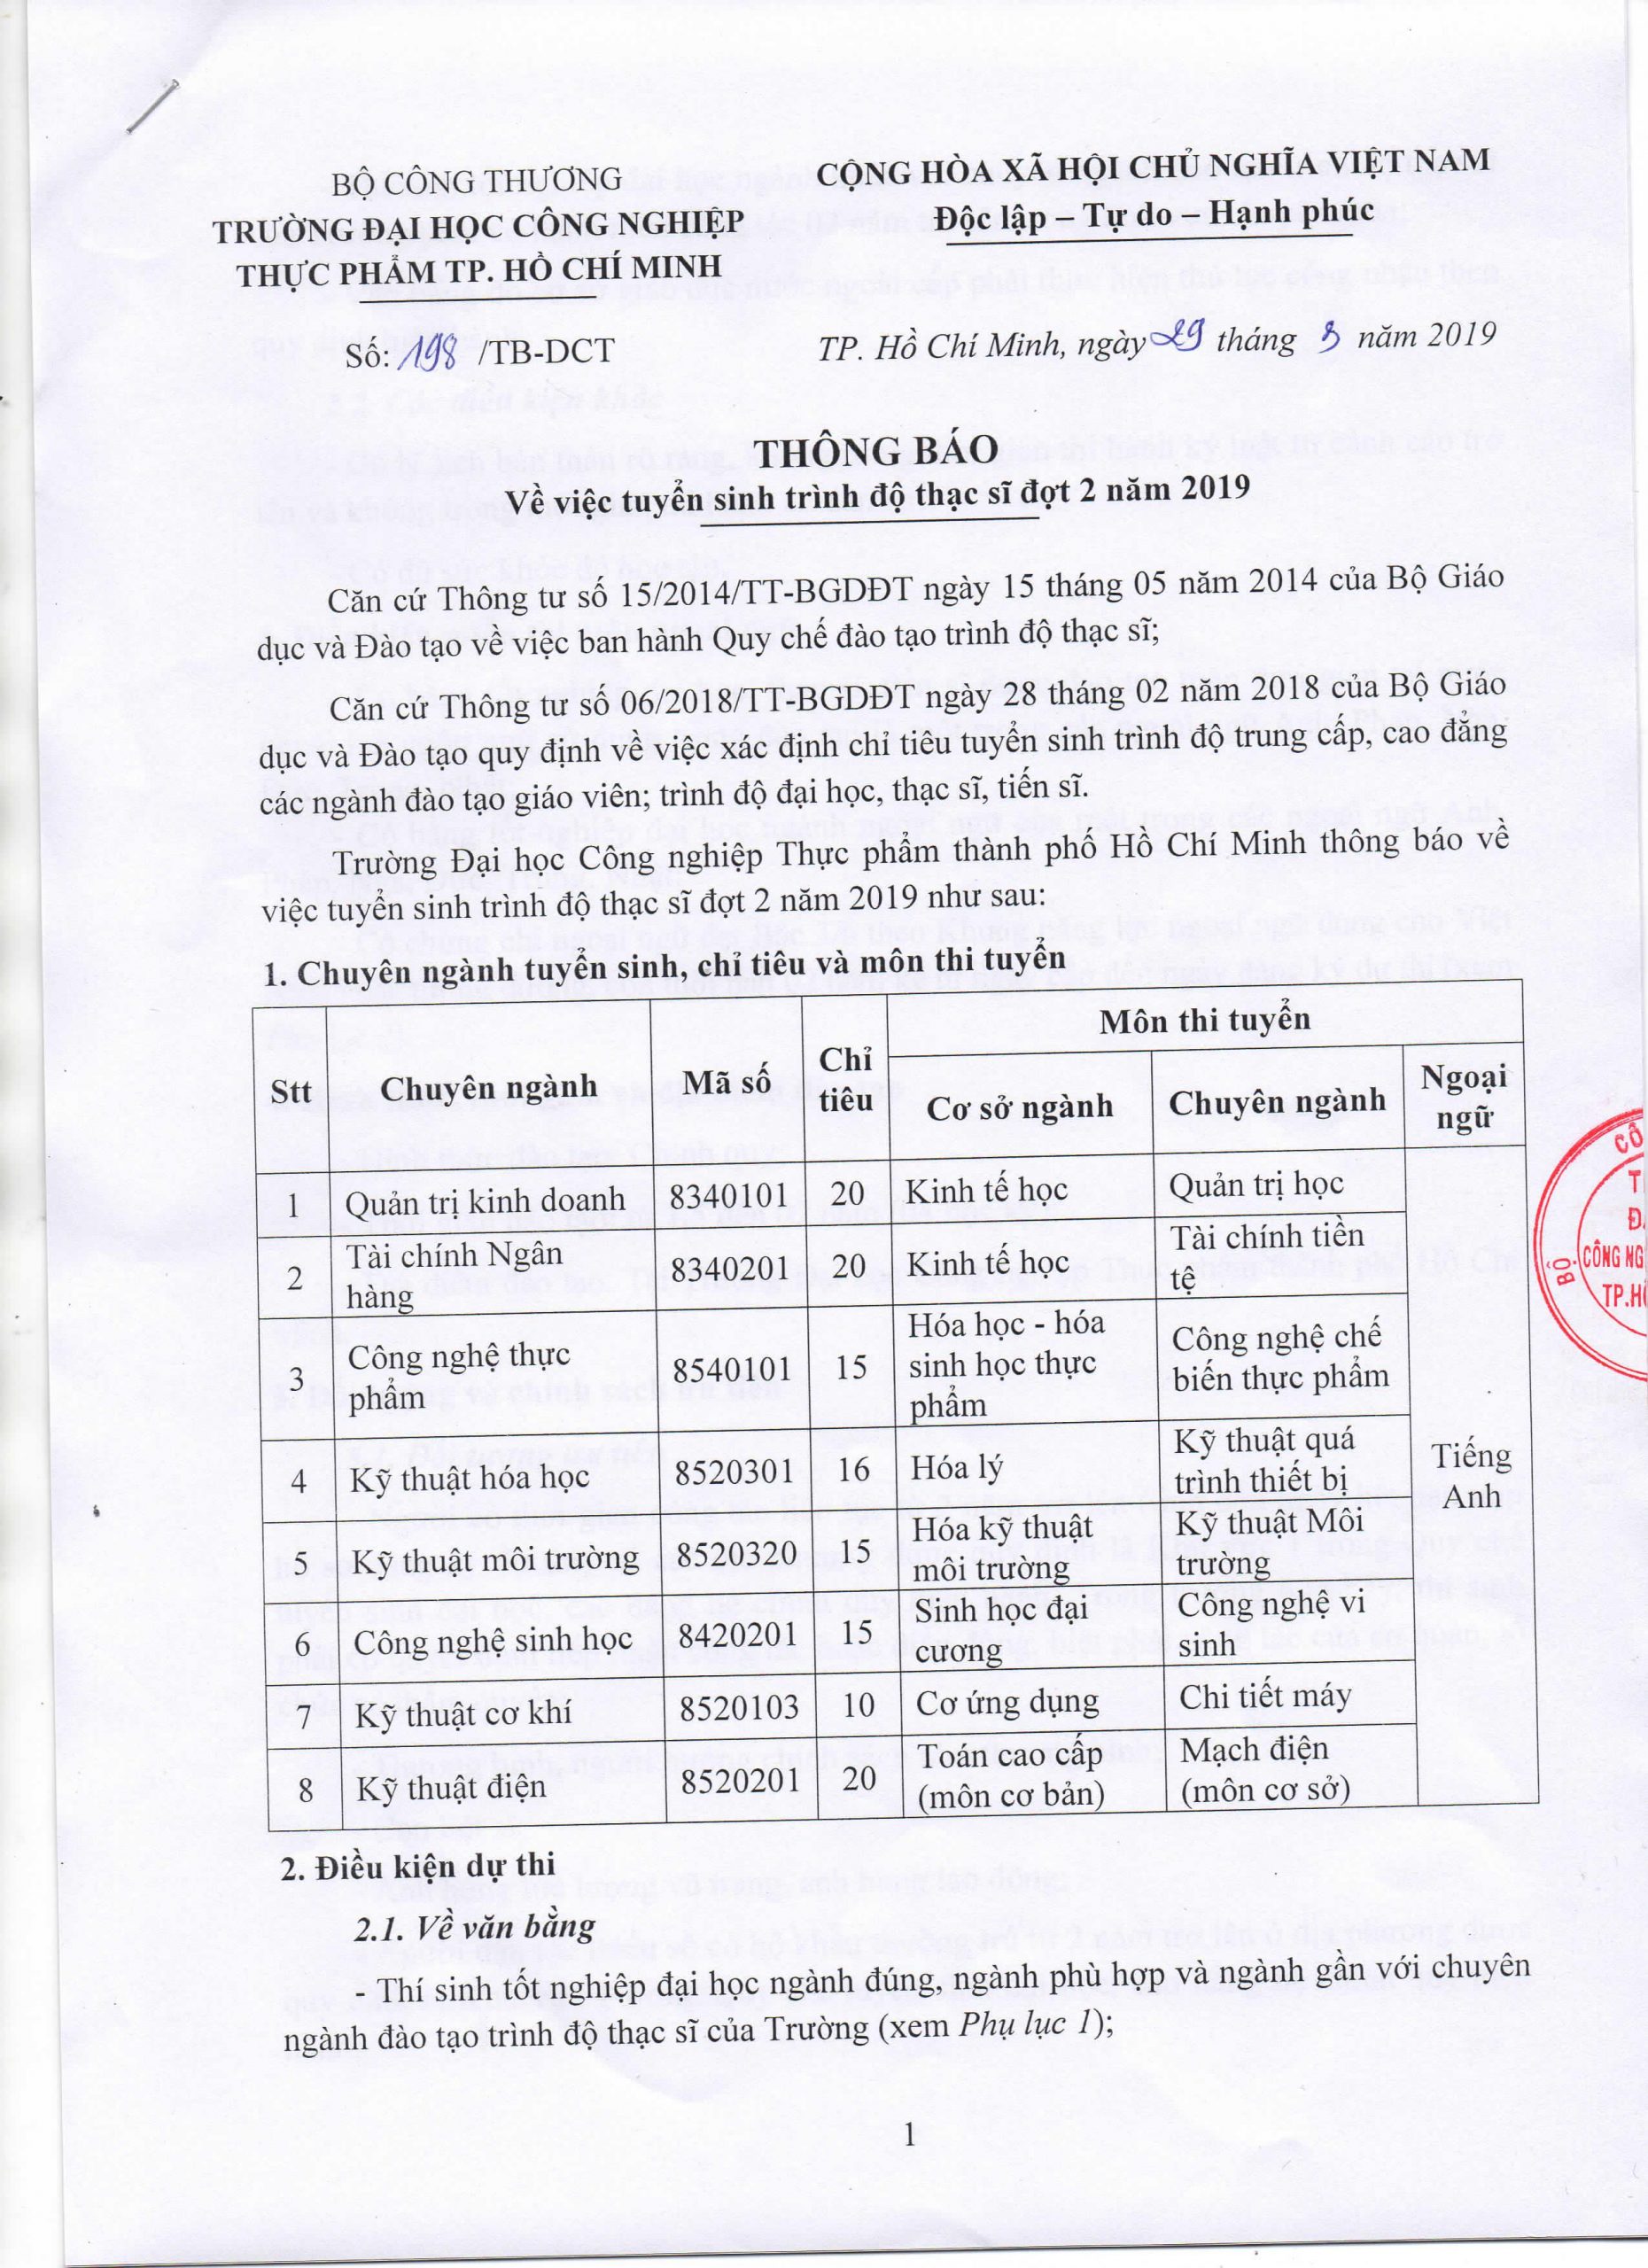 BỘ CÔNG THƯƠNG
TRƯỜNG ĐẠI HỌC CÔNG NGHIỆP
THỰC PHẨM TP. HỒ CHÍ MINH
Số: 198 /TB-DCT
CỘNG HÒA XÃ HỘI CHỦ NGHĨA VIỆT NAM
Độc lập – Tự do – Hạnh phúc
TP. Hồ Chí Minh, ngày 29 tháng 3 năm 2019
THÔNG BÁO
Về việc tuyển sinh trình độ thạc sĩ đợt 2 năm 2019
Căn cứ Thông tư số 15/2014/TT-BGDĐT ngày 15 tháng 05 năm 2014 của Bộ Giáo
dục và Đào tạo về việc ban hành Quy chế đào tạo trình độ thạc sĩ;
Căn cứ Thông tư số 06/2018/TT-BGDĐT ngày 28 tháng 02 năm 2018 của Bộ Giáo
dục và Đào tạo quy định về việc xác định chỉ tiêu tuyển sinh trình độ trung cấp, cao đẳng
các ngành đào tạo giáo viên; trình độ đại học, thạc sĩ, tiến sĩ.
Trường Đại học Công nghiệp Thực phẩm thành phố Hồ Chí Minh thông báo về
việc tuyển sinh trình độ thạc sĩ đợt 2 năm 2019 như sau:
1. Chuyên ngành tuyển sinh, chỉ tiêu và môn thi tuyển
Stt Chuyên ngành Mã số Chỉ tiêu Môn thi tuyển
Cơ sở ngành Chuyên ngành Ngoại ngữ
1 Quản trị kinh doanh 8340101 20 Kinh tế học Quản trị học
2 Tài chính Ngân hàng 8340201 20 Kinh tế học Tài chính tiền tệ
3 Công nghệ thực phẩm 8540101 15 Hóa học - hóa sinh học thực phẩm Công nghệ chế biến thực phẩm
4 Kỹ thuật hóa học 8520301 16 Hóa lý Kỹ thuật quá trình thiết bị
Tiếng Anh
5 Kỹ thuật môi trường 8520320 15 Hóa kỹ thuật môi trường Kỹ thuật Môi trường
6 Công nghệ sinh học 8420201 15 Sinh học đại cương Công nghệ vi sinh
7 Kỹ thuật cơ khí 8520103 10 Cơ ứng dụng Chi tiết máy
8 Kỹ thuật điện 8520201 20 Toán cao cấp (môn cơ bản) Mạch điện (môn cơ sở)
2. Điều kiện dự thi
2.1. Về văn bằng
- Thí sinh tốt nghiệp đại học ngành đúng, ngành phù hợp và ngành gần với chuyên
ngành đào tạo trình độ thạc sĩ của Trường (xem Phụ lục 1);
1
BỘ CÔ
CÔNG NG
TP.H